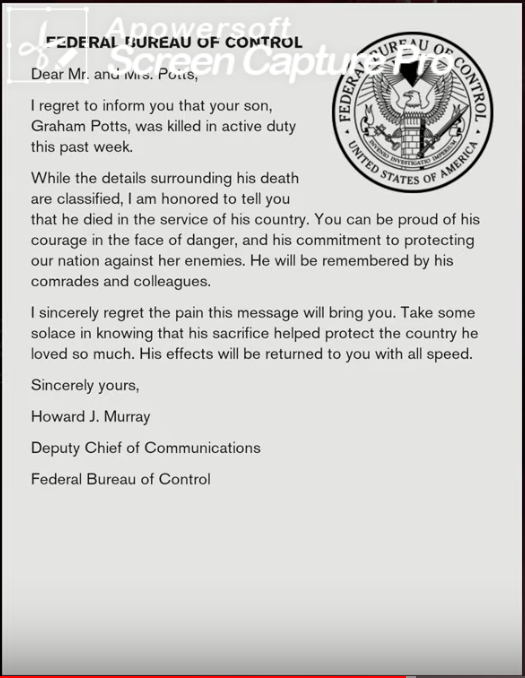 Apowersoft
Screen Capture Pro
FEDERAL BUREAU OF CONTROL
FEDERAL BUREAU OF CONTROL
UNITED STATES OF AMERICA
INVENIO INVESTIGATIO IMPERIUM
Dear Mr. and Mrs. Potts,
I regret to inform you that your son,
Graham Potts, was killed in active duty
this past week.
While the details surrounding his death
are classified, I am honored to tell you
that he died in the service of his country. You can be proud of his
courage in the face of danger, and his commitment to protecting
our nation against her enemies. He will be remembered by his
comrades and colleagues.
I sincerely regret the pain this message will bring you. Take some
solace in knowing that his sacrifice helped protect the country he
loved so much. His effects will be returned to you with all speed.
Sincerely yours,
Howard J. Murray
Deputy Chief of Communications
Federal Bureau of Control